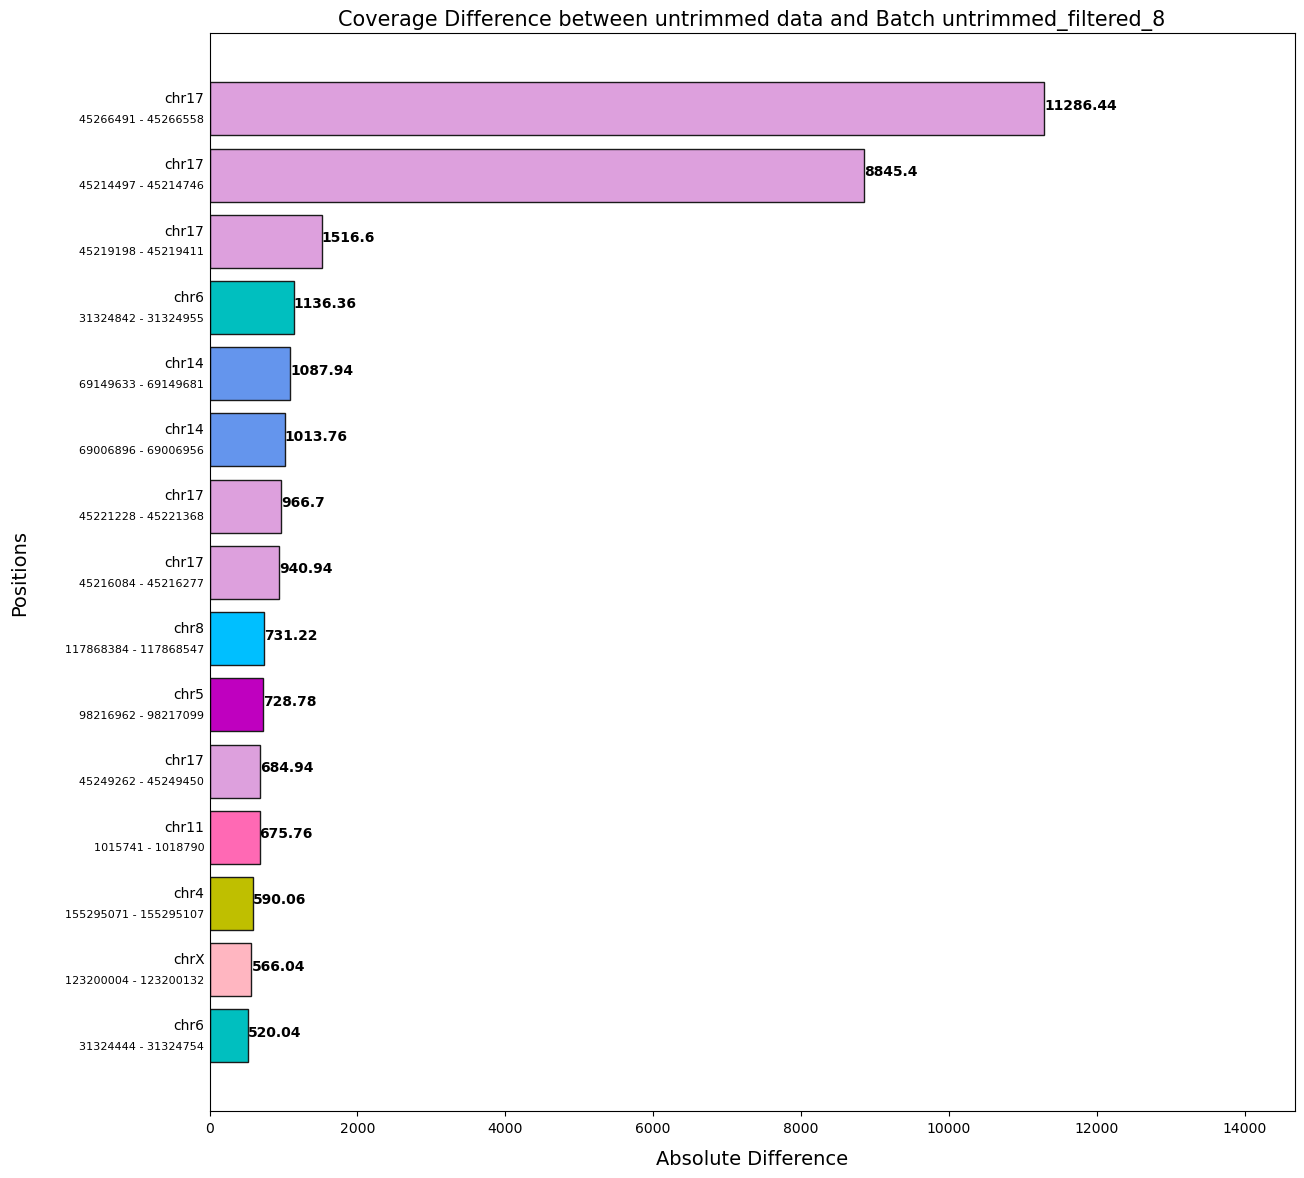 Coverage Difference between untrimmed data and Batch untrimmed_filtered_8
chr17
45266491 - 45266558
11286.44
chr17
45214497 - 45214746
8845.4
chr17
45219198 - 45219411
1516.6
chr6
31324842 - 31324955
1136.36
chr14
69149633 - 69149681
1087.94
chr14
69006896 - 69006956
1013.76
chr17
45221228 - 45221368
966.7
chr17
45216084 - 45216277
940.94
chr8
117868384 - 117868547
731.22
chr5
98216962 - 98217099
728.78
chr17
45249262 - 45249450
684.94
chr11
1015741 - 1018790
675.76
chr4
155295071 - 155295107
590.06
chrX
123200004 - 123200132
566.04
chr6
31324444 - 31324754
520.04
Positions
0 2000 4000 6000 8000 10000 12000 14000
Absolute Difference